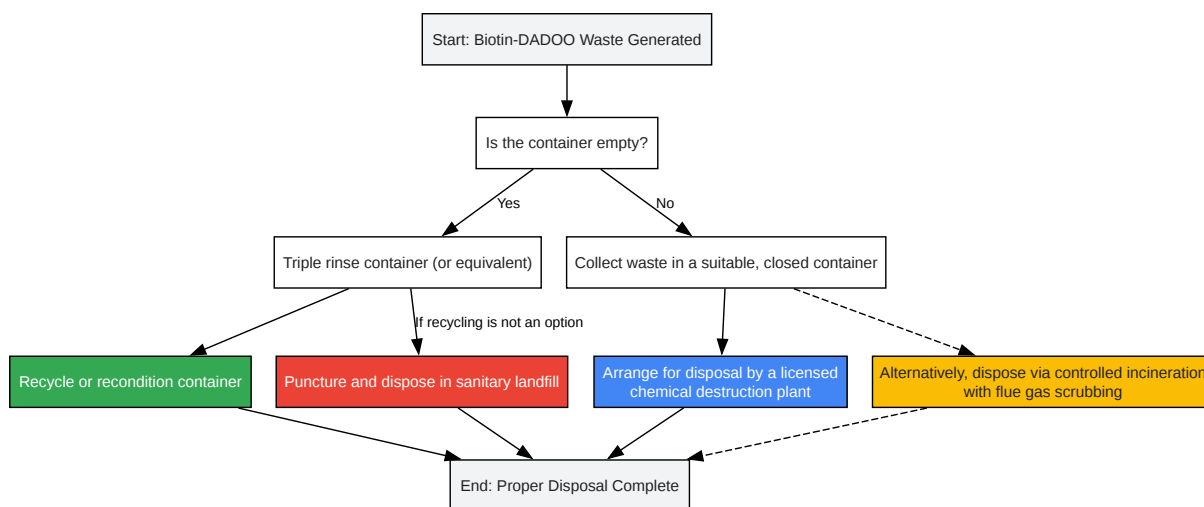 Start: Biotin-DADOO Waste Generated
Is the container empty?
Yes
No
Triple rinse container (or equivalent)
Collect waste in a suitable, closed container
If recycling is not an option
Recycle or recondition container
Puncture and dispose in sanitary landfill
Arrange for disposal by a licensed
chemical destruction plant
Alternatively, dispose via controlled incineration
with flue gas scrubbing
End: Proper Disposal Complete